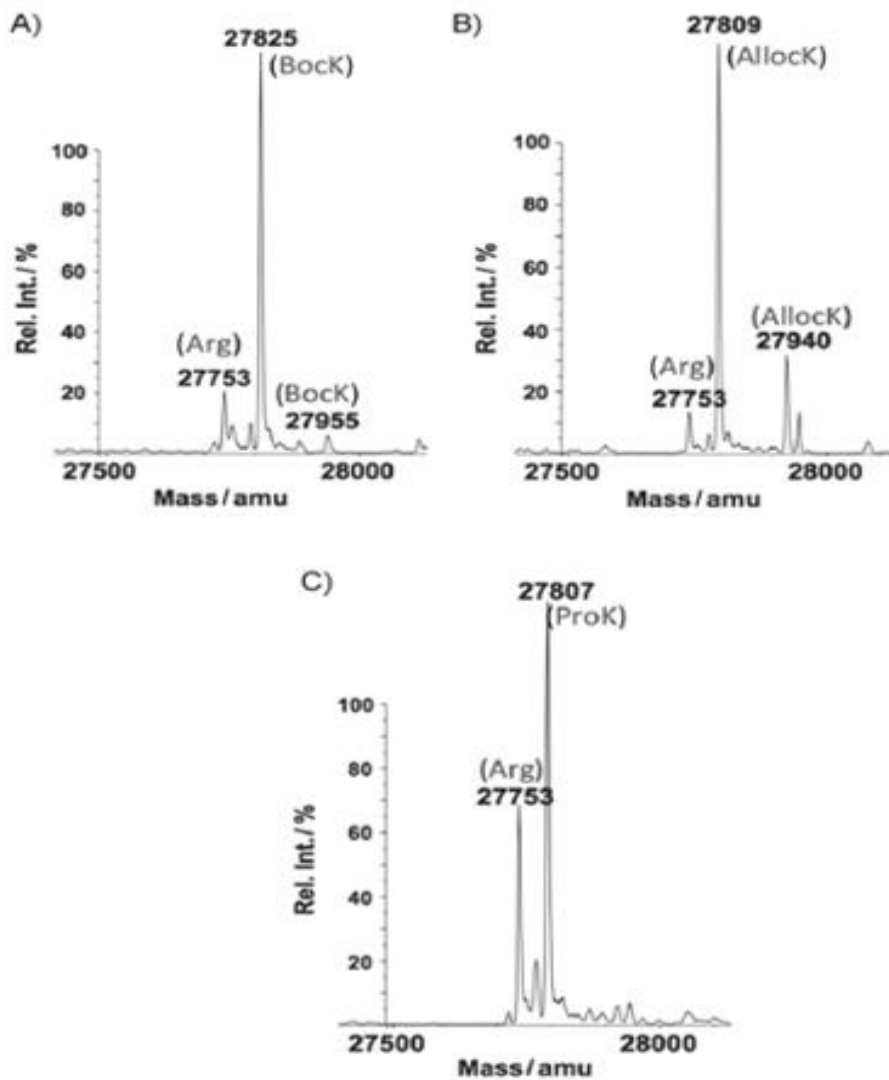 A)
27825
(BocK)
100
80
60
40
20
Rel. Int./ %
(Arg)
27753
(BocK)
27955
27500
28000
Mass / amu
B)
27809
(AllocK)
100
80
60
40
20
Rel. Int./ %
(Arg)
27753
(AllocK)
27940
27500
28000
Mass / amu
C)
27807
(ProK)
100
80
60
40
20
Rel. Int./ %
(Arg)
27753
27500
28000
Mass / amu